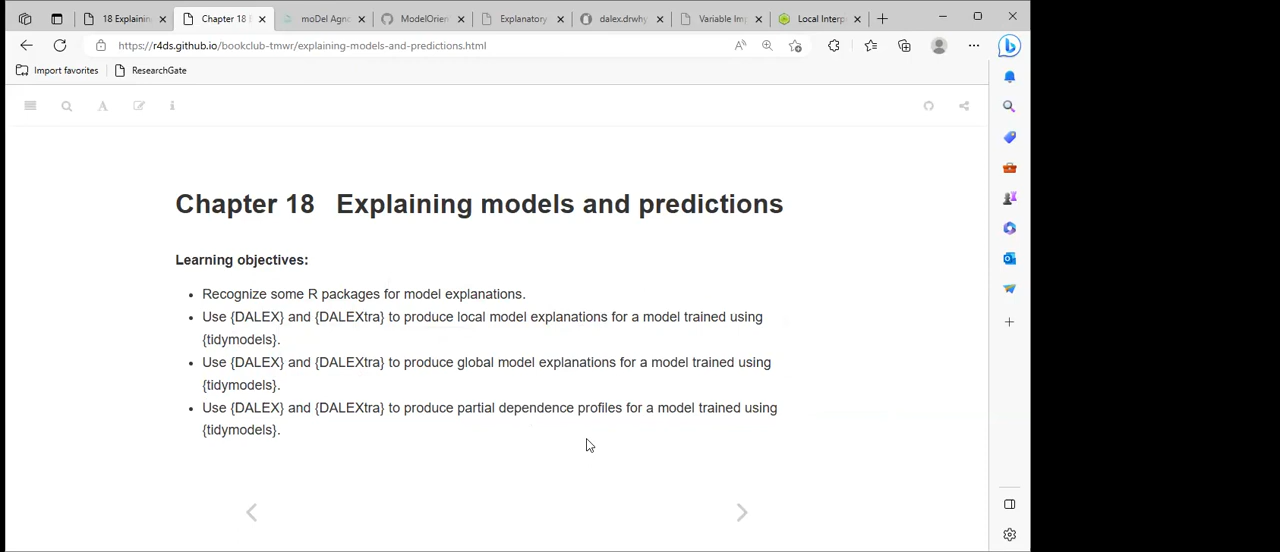 18 Explainin
Chapter 18 E
moDel Agno
ModelOrien
Explanatory
dalex.drwhy
Variable Imp
Local Interp
https://r4ds.github.io/bookclub-tmwr/explaining-models-and-predictions.html
Import favorites
ResearchGate
Chapter 18 Explaining models and predictions
Learning objectives:
• Recognize some R packages for model explanations.
• Use {DALEX} and {DALEXtra} to produce local model explanations for a model trained using
{tidymodels}.
• Use {DALEX} and {DALEXtra} to produce global model explanations for a model trained using
{tidymodels}.
• Use {DALEX} and {DALEXtra} to produce partial dependence profiles for a model trained using
{tidymodels}.